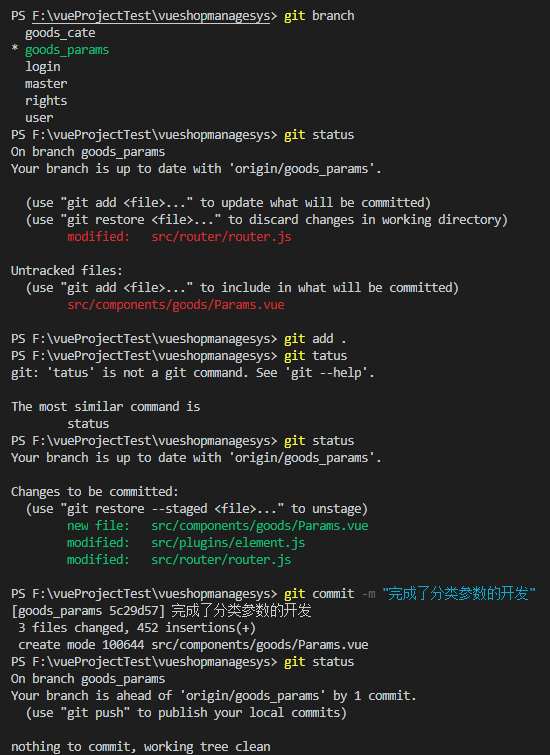 PS F:\vueProjectTest\vueshopmanagesys> git branch
  goods_cate
* goods_params
  login
  master
  rights
  user
PS F:\vueProjectTest\vueshopmanagesys> git status
On branch goods_params
Your branch is up to date with 'origin/goods_params'.

  (use "git add <file>..." to update what will be committed)
  (use "git restore <file>..." to discard changes in working directory)
        modified:   src/router/router.js

Untracked files:
  (use "git add <file>..." to include in what will be committed)
        src/components/goods/Params.vue

PS F:\vueProjectTest\vueshopmanagesys> git add .
PS F:\vueProjectTest\vueshopmanagesys> git tatus
git: 'tatus' is not a git command. See 'git --help'.

The most similar command is
        status
PS F:\vueProjectTest\vueshopmanagesys> git status
Your branch is up to date with 'origin/goods_params'.

Changes to be committed:
  (use "git restore --staged <file>..." to unstage)
        new file:   src/components/goods/Params.vue
        modified:   src/plugins/element.js
        modified:   src/router/router.js

PS F:\vueProjectTest\vueshopmanagesys> git commit -m "完成了分类参数的开发"
[goods_params 5c29d57] 完成了分类参数的开发
 3 files changed, 452 insertions(+)
 create mode 100644 src/components/goods/Params.vue
PS F:\vueProjectTest\vueshopmanagesys> git status
On branch goods_params
Your branch is ahead of 'origin/goods_params' by 1 commit.
  (use "git push" to publish your local commits)

nothing to commit, working tree clean